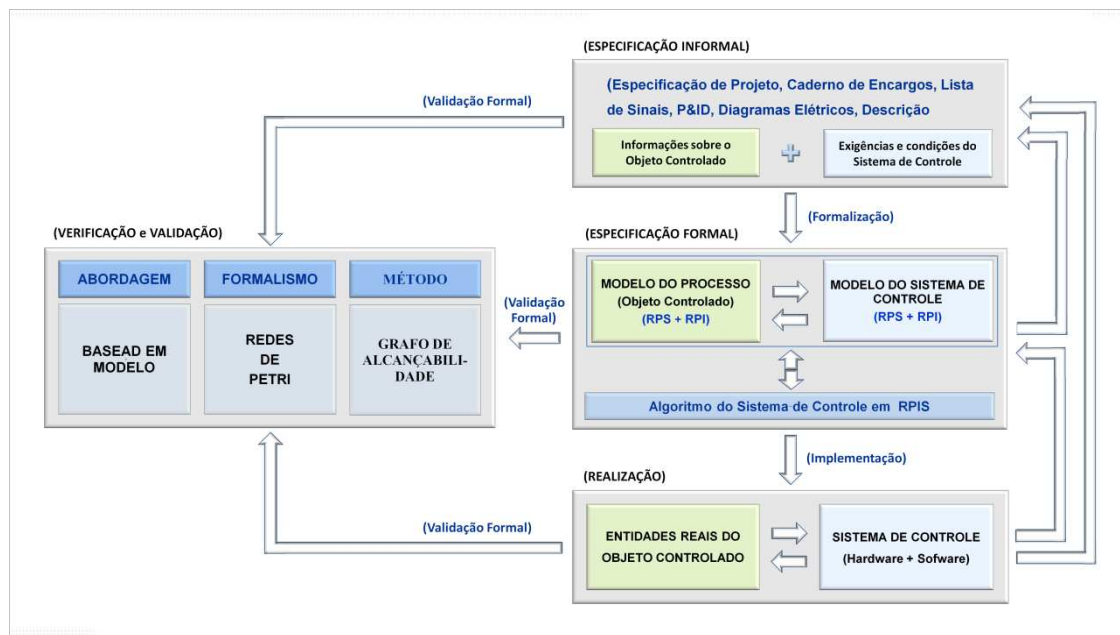 (ESPECIFICAÇÃO INFORMAL)
(Validação Formal)
(Especificação de Projeto, Caderno de Encargos, Lista
de Sinais, P&ID, Diagramas Elétricos, Descrição
Informações sobre o
Objeto Controlado
+
Exigências e condições do
Sistema de Controle
(Formalização)
(VERIFICAÇÃO e VALIDAÇÃO)
ABORDAGEM
FORMALISMO
MÉTODO
BASEAD EM
MODELO
REDES
DE
PETRI
GRAFO DE
ALCANÇABILI-
DADE
(Validação
Formal)
(ESPECIFICAÇÃO FORMAL)
MODELO DO PROCESSO
(Objeto Controlado)
(RPS + RPI)
MODELO DO SISTEMA DE
CONTROLE
(RPS + RPI)
Algoritmo do Sistema de Controle em RPIS
(Implementação)
(REALIZAÇÃO)
(Validação Formal)
ENTIDADES REAIS DO
OBJETO CONTROLADO
SISTEMA DE CONTROLE
(Hardware + Sofware)